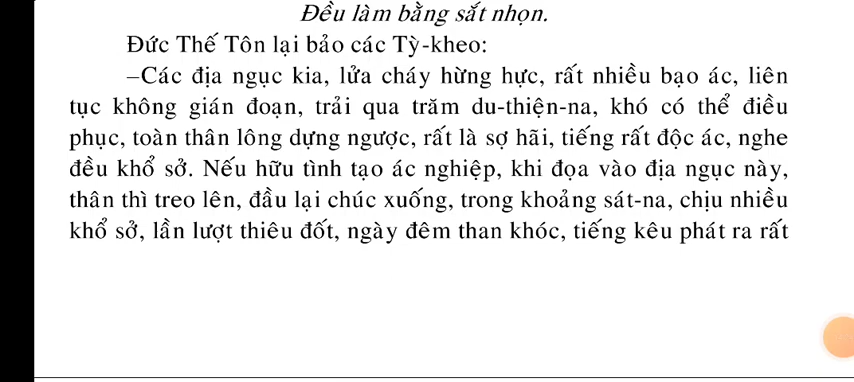 Đều làm bằng sắt nhọn.
Đức Thế Tôn lại bảo các Tỳ-kheo:
–Các địa ngục kia, lửa cháy hừng hực, rất nhiều bạo ác, liên
tục không gián đoạn, trải qua trăm du-thiện-na, khó có thể điều
phục, toàn thân lông dựng ngược, rất là sợ hãi, tiếng rất độc ác, nghe
đều khổ sở. Nếu hữu tình tạo ác nghiệp, khi đọa vào địa ngục này,
thân thì treo lên, đầu lại chúc xuống, trong khoảng sát-na, chịu nhiều
khổ sở, lần lượt thiêu đốt, ngày đêm than khóc, tiếng kêu phát ra rất